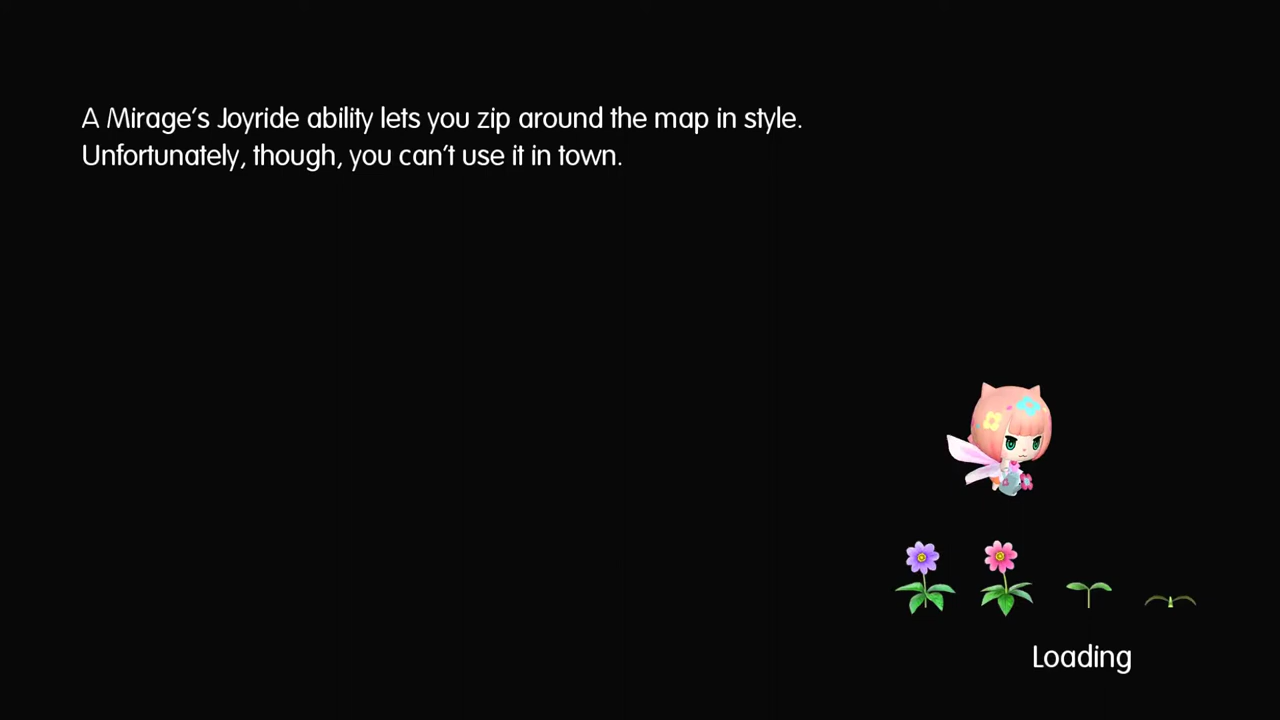 A Mirage's Joyride ability lets you zip around the map in style.
Unfortunately, though, you can't use it in town.
Loading